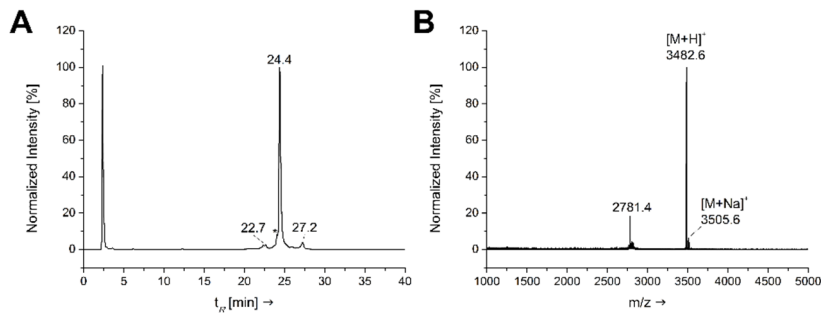 A
120
100
80
60
40
20
0
Normalized Intensity [%]
24.4
22.7
*
27.2
0 5 10 15 20 25 30 35 40
t_R [min] →
B
120
100
80
60
40
20
0
Normalized Intensity [%]
[M+H]⁺
3482.6
2781.4
[M+Na]⁺
3505.6
1000 1500 2000 2500 3000 3500 4000 4500 5000
m/z →